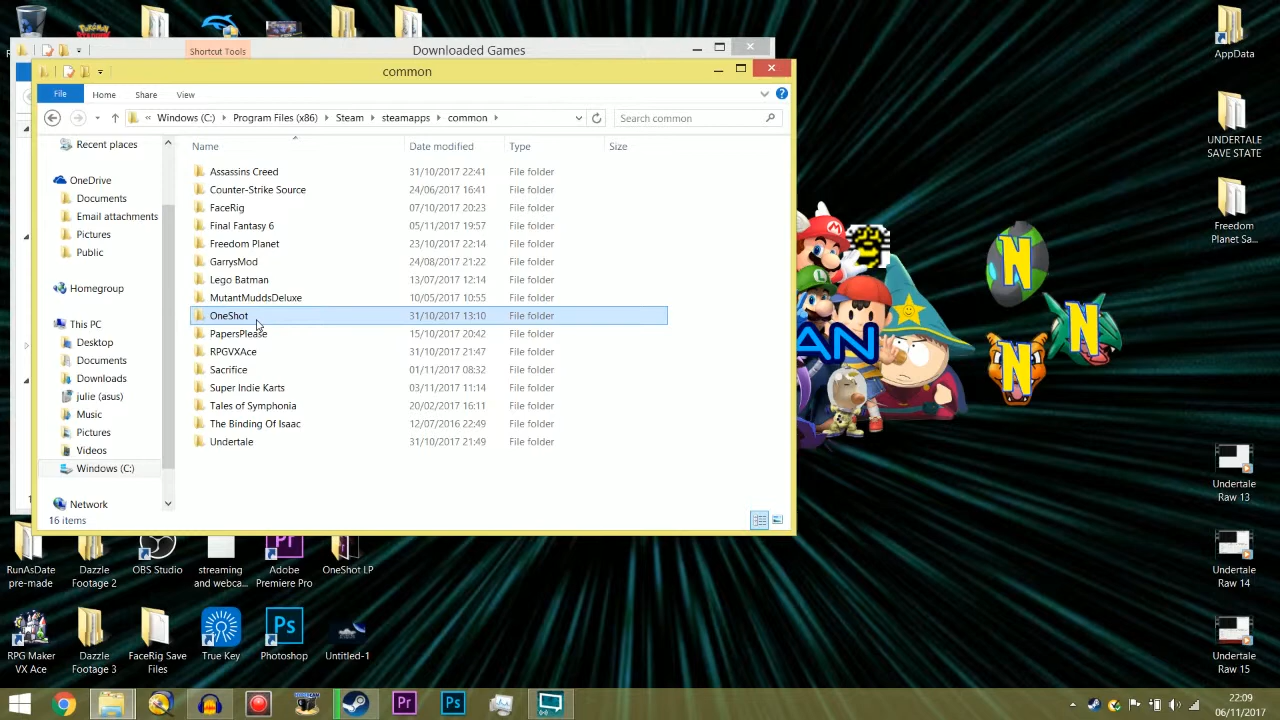 Shortcut Tools
Downloaded Games
common
File
Home
Share
View
« Windows (C:) Program Files (x86) Steam steamapps common
Search common
Name
Date modified
Type
Size
Recent places
OneDrive
Documents
Email attachments
Pictures
Public
Homegroup
This PC
Desktop
Documents
Downloads
julie (asus)
Music
Pictures
Videos
Windows (C:)
Network
Assassins Creed 31/10/2017 22:41 File folder
Counter-Strike Source 24/06/2017 16:41 File folder
FaceRig 07/10/2017 20:23 File folder
Final Fantasy 6 05/11/2017 19:57 File folder
Freedom Planet 23/10/2017 22:14 File folder
GarrysMod 24/08/2017 21:22 File folder
Lego Batman 13/07/2017 12:14 File folder
MutantMuddsDeluxe 10/05/2017 10:55 File folder
OneShot 31/10/2017 13:10 File folder
PapersPlease 15/10/2017 20:42 File folder
RPGVXAce 31/10/2017 21:47 File folder
Sacrifice 01/11/2017 08:32 File folder
Super Indie Karts 03/11/2017 11:14 File folder
Tales of Symphonia 20/02/2017 16:11 File folder
The Binding Of Isaac 12/07/2016 22:49 File folder
Undertale 31/10/2017 21:49 File folder
16 items
AppData
UNDERTALE
SAVE STATE
Freedom
Planet Sa...
AN
N
N
N
Undertale
Raw 13
Undertale
Raw 14
Undertale
Raw 15
RunAsDate
pre-made
Dazzle
Footage 2
OBS Studio
streaming
and webca...
Pr
Adobe
Premiere Pro
OneShot LP
RPG Maker
VX Ace
Dazzle
Footage 3
FaceRig Save
Files
True Key
Ps
Photoshop
Untitled-1
Pr
Ps
22:09
06/11/2017